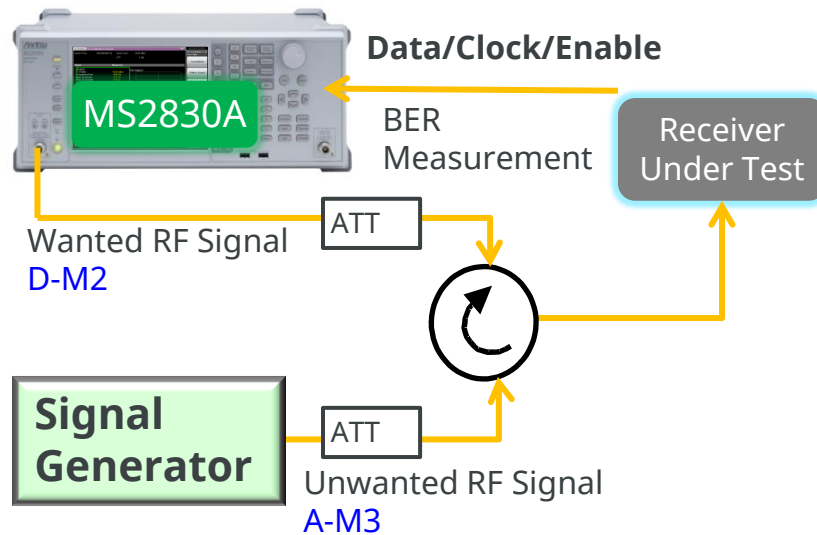 Anritsu
Data/Clock/Enable
MS2830A
BER
Measurement
Receiver
Under Test
ATT
Wanted RF Signal
D-M2
Signal
Generator
ATT
Unwanted RF Signal
A-M3